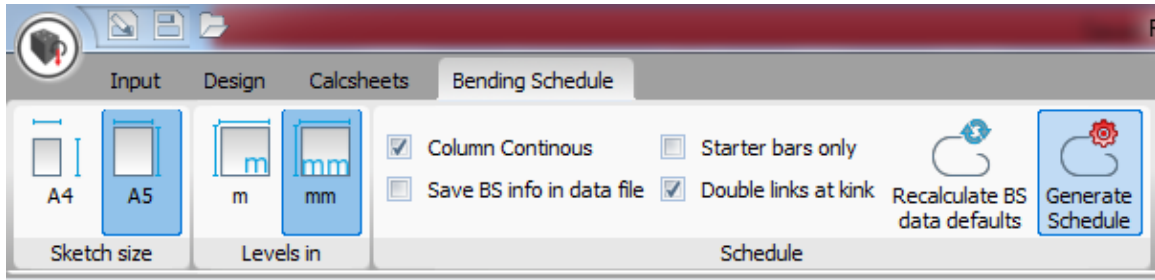 Input Design Calcsheets Bending Schedule
m mm
A4 A5 m mm
Column Continous Starter bars only
Save BS info in data file Double links at kink
Recalculate BS
data defaults
Generate
Schedule
Sketch size Levels in Schedule